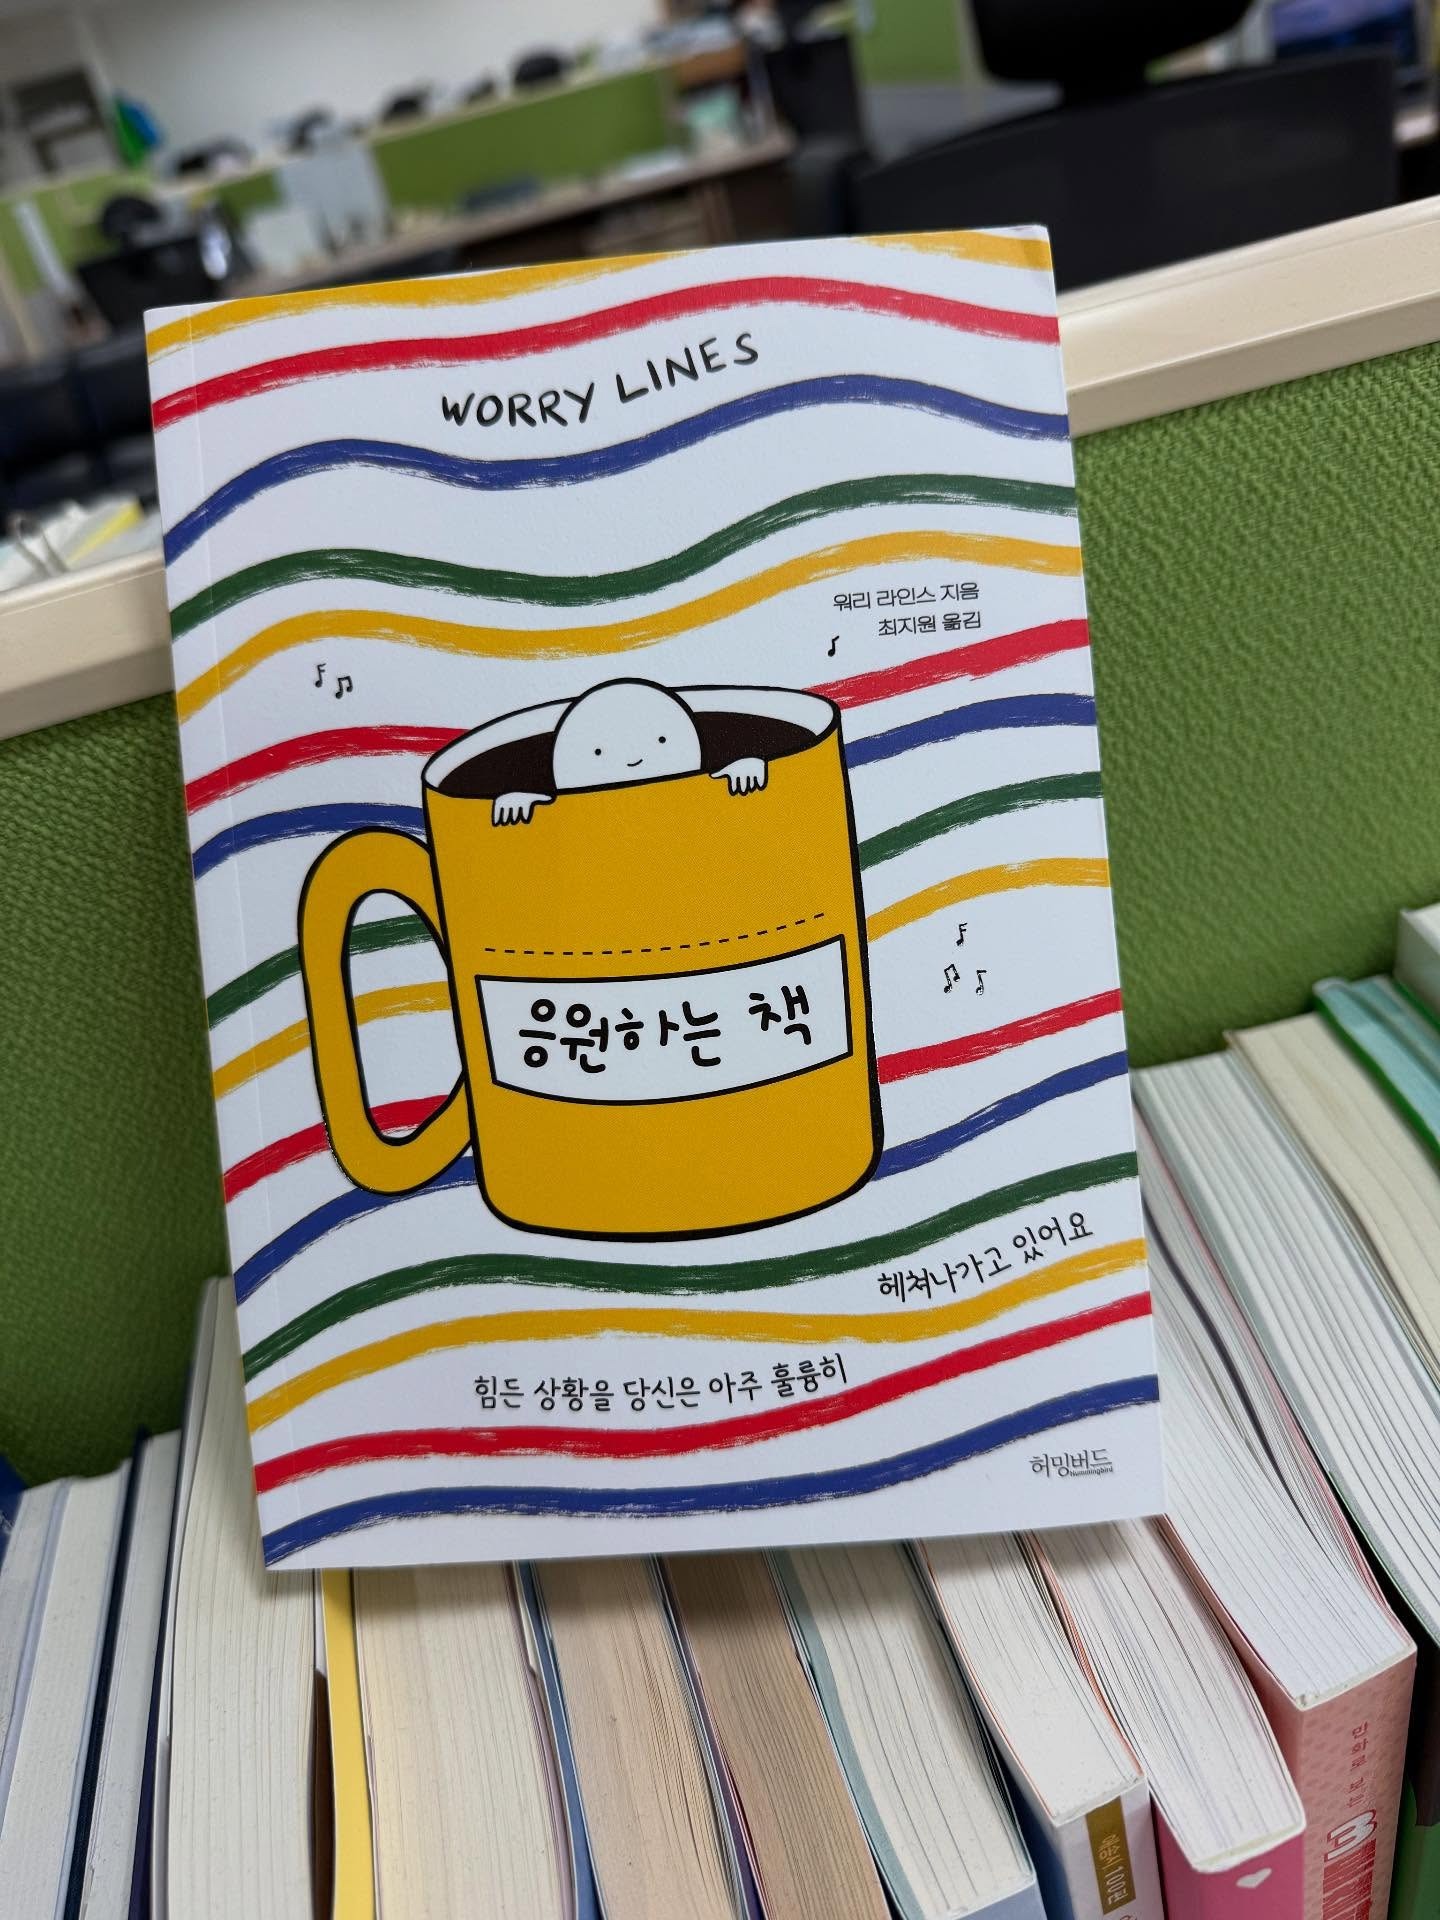 WORRY LINES
워리 라인스 지음
최지원 옮김
응원하는 책
헤쳐나가고 있어요
힘든 상황을 당신은 아주 훌륭히
허밍버드
Hummingbird
3